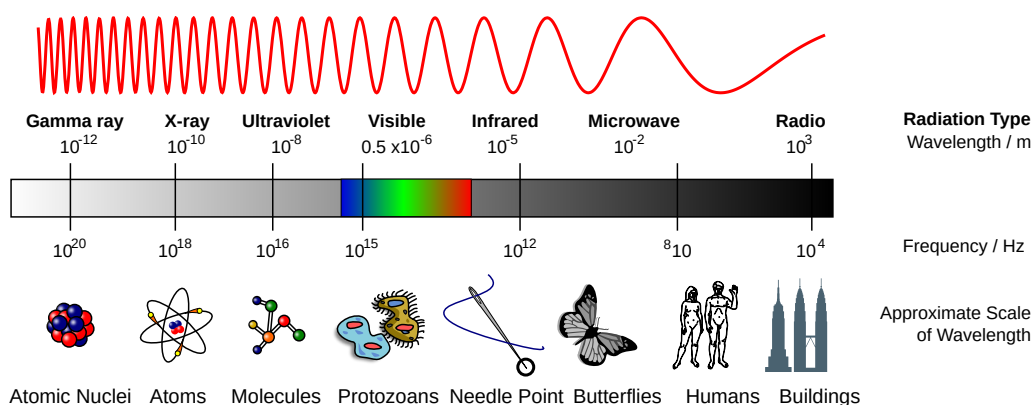 Gamma ray X-ray Ultraviolet Visible Infrared Microwave Radio Radiation Type
10⁻¹² 10⁻¹⁰ 10⁻⁸ 0.5 x10⁻⁶ 10⁻⁵ 10⁻² 10³ Wavelength / m
10²⁰ 10¹⁸ 10¹⁶ 10¹⁵ 10¹² ⁸10 10⁴ Frequency / Hz
Approximate Scale
of Wavelength
Atomic Nuclei Atoms Molecules Protozoans Needle Point Butterflies Humans Buildings